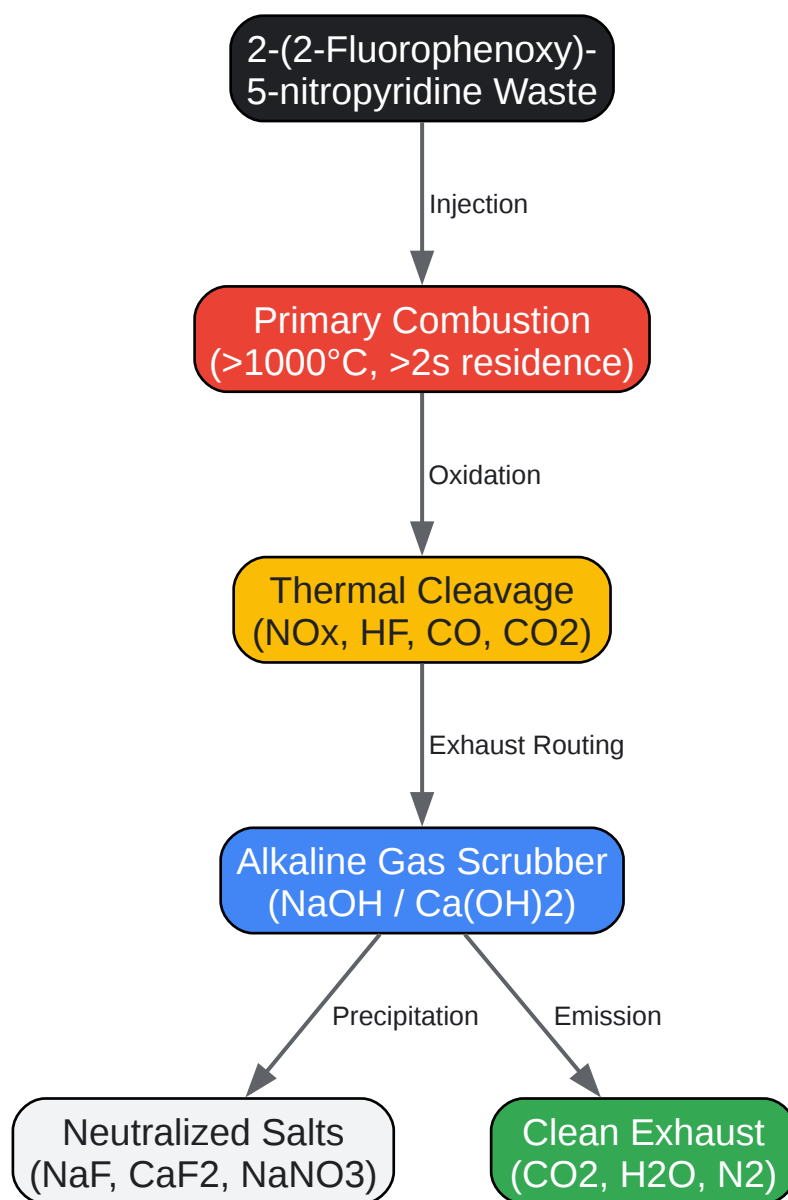 2-(2-Fluorophenoxy)-
5-nitropyridine Waste
Injection
Primary Combustion
(>1000°C, >2s residence)
Oxidation
Thermal Cleavage
(NOx, HF, CO, CO2)
Exhaust Routing
Alkaline Gas Scrubber
(NaOH / Ca(OH)2)
Precipitation
Emission
Neutralized Salts
(NaF, CaF2, NaNO3)
Clean Exhaust
(CO2, H2O, N2)